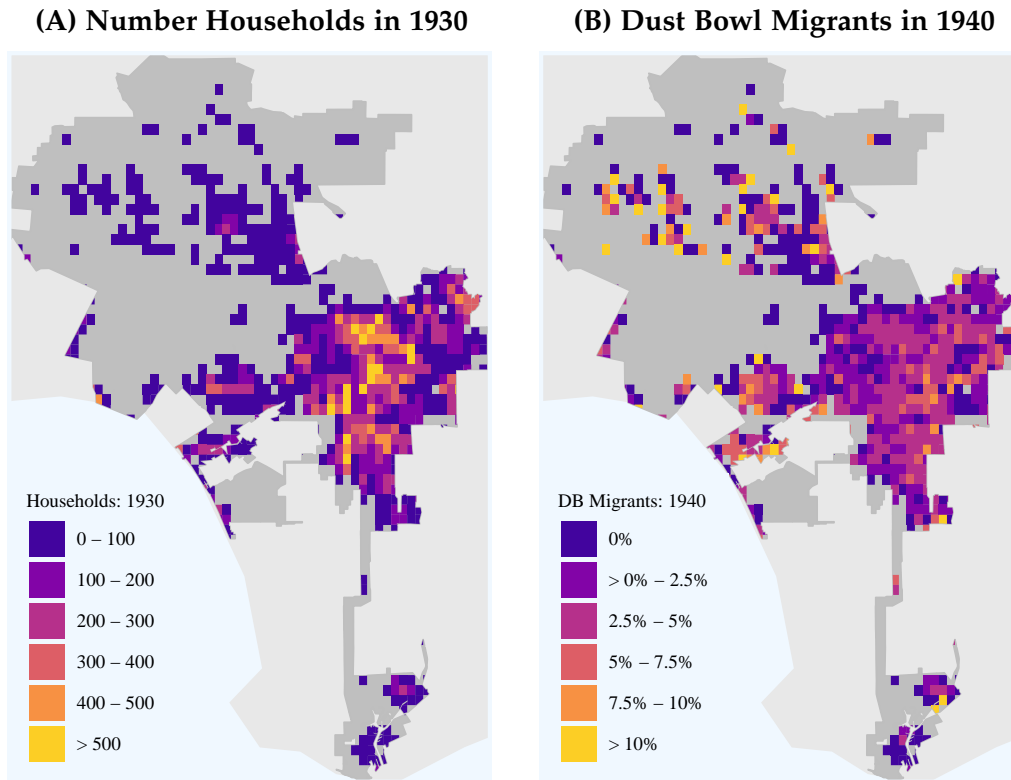 (A) Number Households in 1930
(B) Dust Bowl Migrants in 1940
Households: 1930
0 – 100
100 – 200
200 – 300
300 – 400
400 – 500
> 500
DB Migrants: 1940
0%
> 0% – 2.5%
2.5% – 5%
5% – 7.5%
7.5% – 10%
> 10%